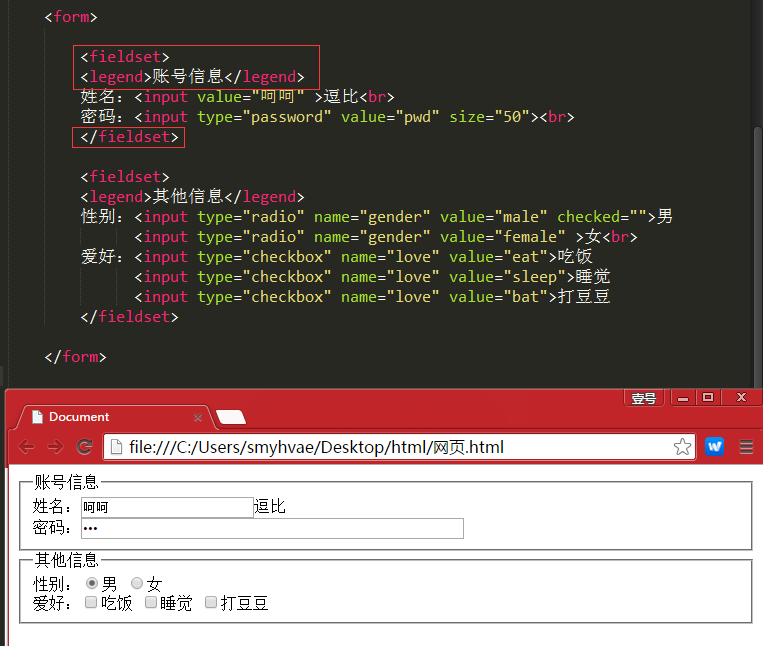 <form>
<fieldset>
<legend>账号信息</legend>
姓名：<input value="呵呵" >逗比<br>
密码：<input type="password" value="pwd" size="50"><br>
</fieldset>
<fieldset>
<legend>其他信息</legend>
性别：<input type="radio" name="gender" value="male" checked="">男
<input type="radio" name="gender" value="female" >女<br>
爱好：<input type="checkbox" name="love" value="eat">吃饭
<input type="checkbox" name="love" value="sleep">睡觉
<input type="checkbox" name="love" value="bat">打豆豆
</fieldset>
</form>
壹号
Document
file:///C:/Users/smyhvae/Desktop/html/网页.html
账号信息
姓名：呵呵逗比
密码：•••
其他信息
性别：男 女
爱好：吃饭 睡觉 打豆豆